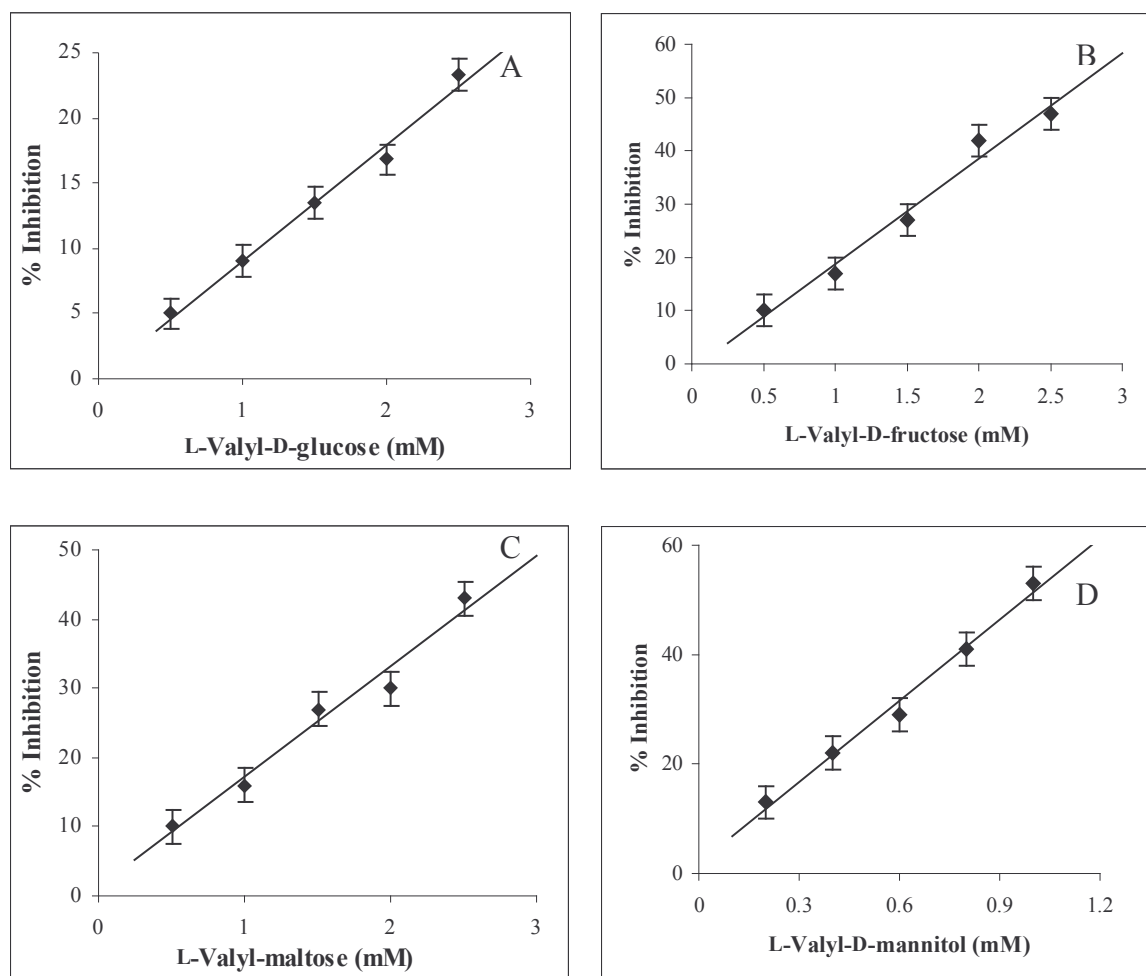 A
25
20
15
10
5
0
% Inhibition
0 1 2 3
L-Valyl-D-glucose (mM)
B
60
50
40
30
20
10
0
% Inhibition
0 0.5 1 1.5 2 2.5 3
L-Valyl-D-fructose (mM)
C
50
40
30
20
10
0
% Inhibition
0 1 2 3
L-Valyl-maltose (mM)
D
60
40
20
0
% Inhibition
0 0.3 0.6 0.9 1.2
L-Valyl-D-mannitol (mM)